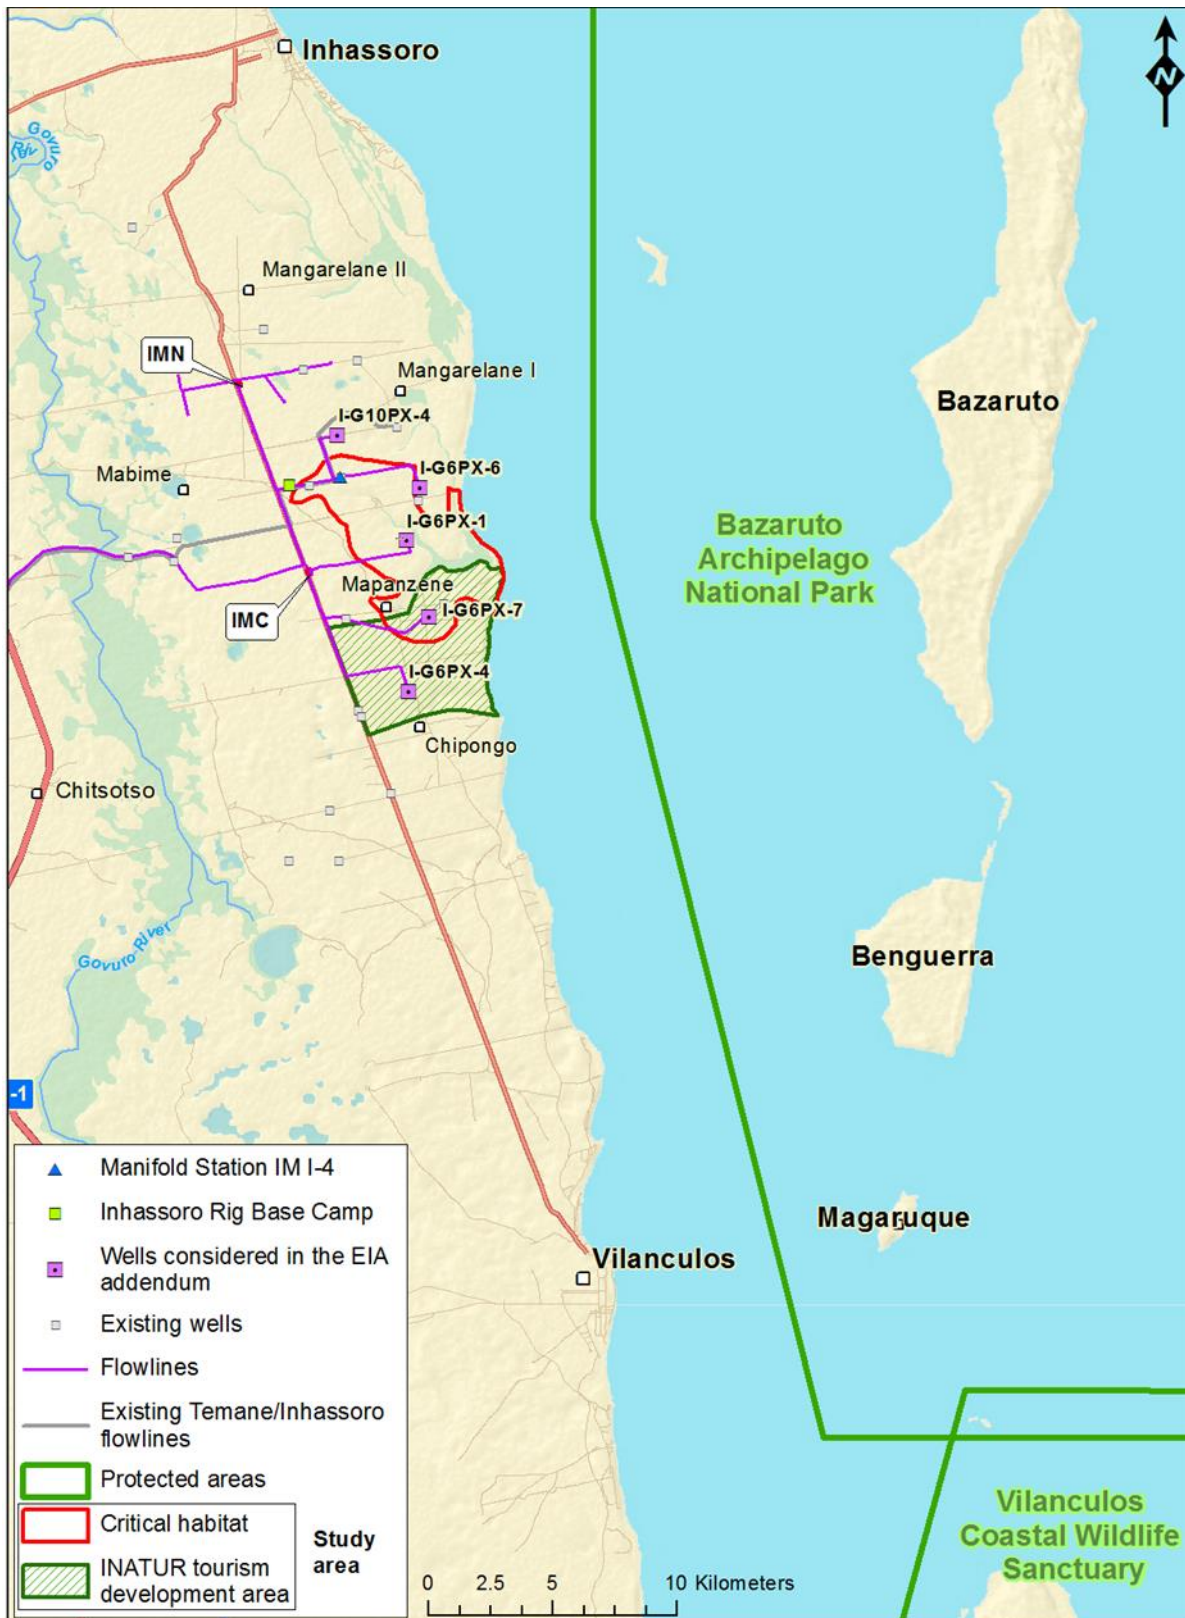 N
Inhassoro
Govuro
Riv
Mangarelane II
IMN
Mangarelane I
Bazaruto
I-G10PX-4
I-G6PX-6
Mabime
I-G6PX-1
Bazaruto
Archipelago
National Park
Mapanzene
I-G6PX-7
IMC
I-G6PX-4
Chipongo
Chitsotso
Govuro River
Benguerra
-1
Manifold Station IM I-4
Inhassoro Rig Base Camp
Wells considered in the EIA
addendum
Existing wells
Flowlines
Existing Temane/Inhassoro
flowlines
Protected areas
Critical habitat
INATUR tourism
development area
Study
area
Magaruque
Vilanculos
Vilanculos
Coastal Wildlife
Sanctuary
0 2.5 5 10 Kilometers